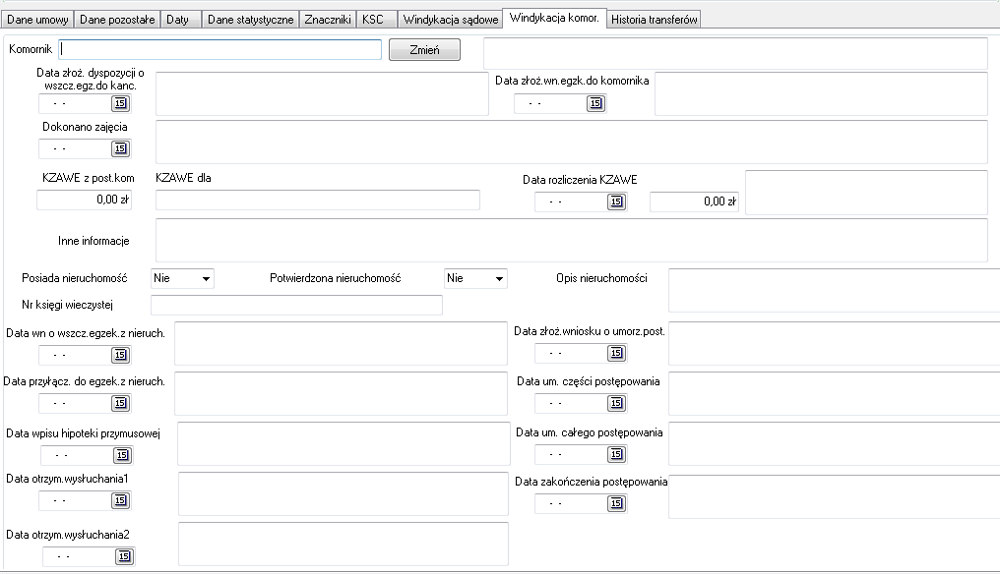 Dane umowy Dane pozostałe Daty Dane statystyczne Znaczniki KSC Windykacja sądowe Windykacja komor. Historia transferów
Komornik Zmień
Data złoż. dyspozycji o
wszcz.egz.do kanc.
- - 15
Data złoż.wn.egzk.do komornika
- - 15
Dokonano zajęcia
- - 15
KZAWE z post.kom KZAWE dla Data rozliczenia KZAWE
0,00 zł - - 15 0,00 zł
Inne informacje
Posiada nieruchomość Nie Potwierdzona nieruchomość Nie Opis nieruchomości
Nr księgi wieczystej
Data wn o wszcz.egzek.z nieruch. Data złoż.wniosku o umorz.post.
- - 15 - - 15
Data przyłącz. do egzek.z nieruch. Data um. części postępowania
- - 15 - - 15
Data wpisu hipoteki przymusowej Data um. całego postępowania
- - 15 - - 15
Data otrzym.wysłuchania1 Data zakończenia postępowania
- - 15 - - 15
Data otrzym.wysłuchania2
- - 15